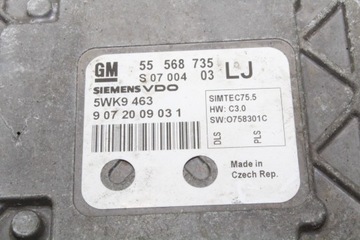 GM 55 568 735 LJ
S 07 004 03
SIEMENS VDO
5WK9 463
9 07 20 09 03 1
SIMTEC75.5
HW: C3.0
SW:O758301C
DLS
PLS
Made in
Czech Rep.